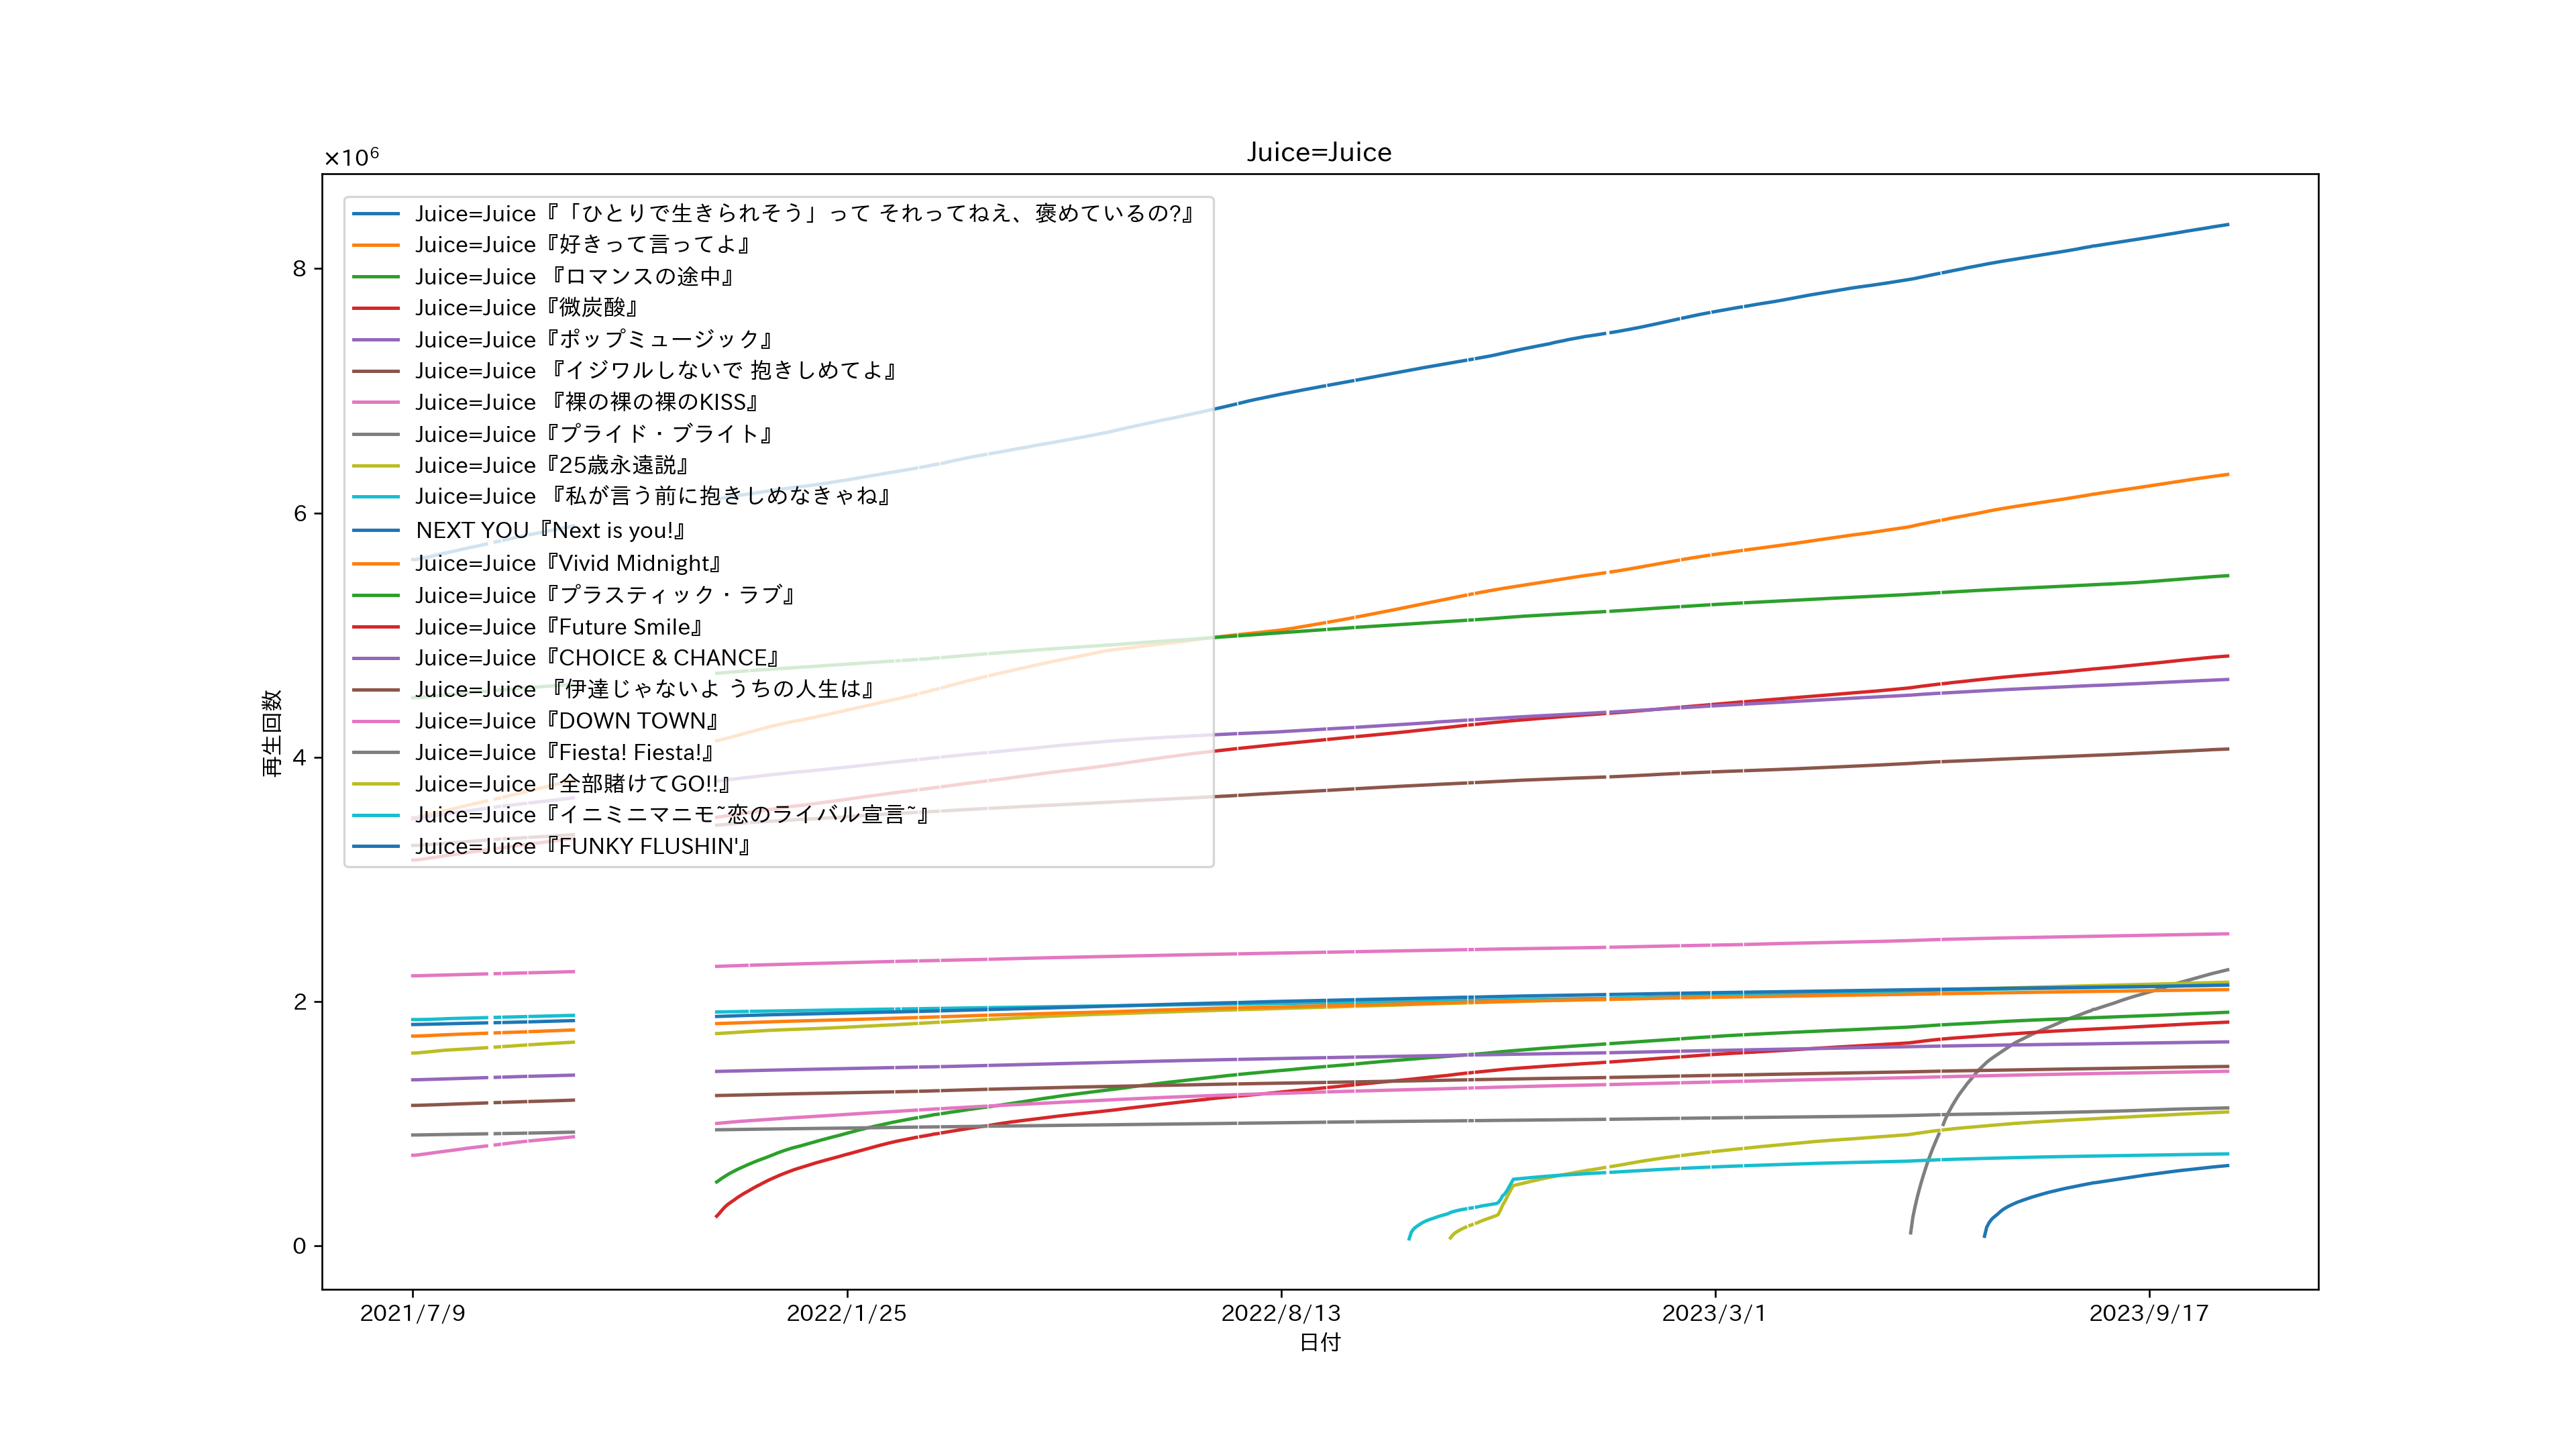 Juice=Juice
×10⁶
Juice=Juice『「ひとりで生きられそう」って それってねえ、褒めているの?』
Juice=Juice『好きって言ってよ』
Juice=Juice 『ロマンスの途中』
Juice=Juice『微炭酸』
Juice=Juice『ポップミュージック』
Juice=Juice 『イジワルしないで 抱きしめてよ』
Juice=Juice 『裸の裸の裸のKISS』
Juice=Juice『プライド・ブライト』
Juice=Juice『25歳永遠説』
Juice=Juice 『私が言う前に抱きしめなきゃね』
NEXT YOU『Next is you!』
Juice=Juice『Vivid Midnight』
Juice=Juice『プラスティック・ラブ』
Juice=Juice『Future Smile』
Juice=Juice『CHOICE & CHANCE』
Juice=Juice 『伊達じゃないよ うちの人生は』
Juice=Juice『DOWN TOWN』
Juice=Juice『Fiesta! Fiesta!』
Juice=Juice『全部賭けてGO!!』
Juice=Juice『イニミニマニモ~恋のライバル宣言~』
Juice=Juice『FUNKY FLUSHIN'』
8
6
4
2
0
再生回数
2021/7/9
2022/1/25
2022/8/13
2023/3/1
2023/9/17
日付